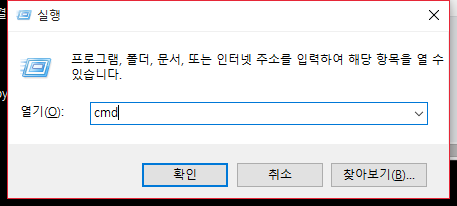 실행
프로그램, 폴더, 문서, 또는 인터넷 주소를 입력하여 해당 항목을 열 수
있습니다.
열기(O): cmd
확인 취소 찾아보기(B)...